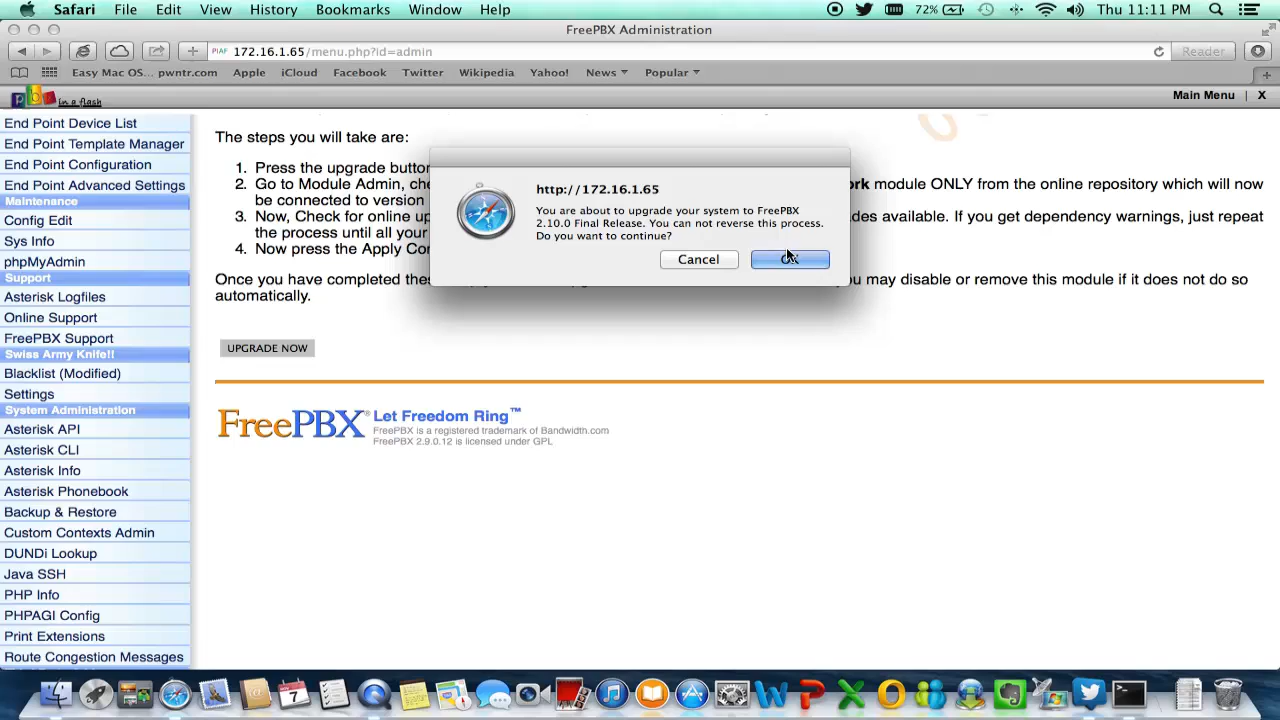 Safari File Edit View History Bookmarks Window Help 72% Thu 11:11 PM
FreePBX Administration
PIAF 172.16.1.65/menu.php?id=admin Reader
Easy Mac OS... pwntr.com Apple iCloud Facebook Twitter Wikipedia Yahoo! News Popular
pbx in a flash Main Menu | X
End Point Device List
End Point Template Manager
End Point Configuration
End Point Advanced Settings
Maintenance
Config Edit
Sys Info
phpMyAdmin
Support
Asterisk Logfiles
Online Support
FreePBX Support
Swiss Army Knife!!
Blacklist (Modified)
Settings
System Administration
Asterisk API
Asterisk CLI
Asterisk Info
Asterisk Phonebook
Backup & Restore
Custom Contexts Admin
DUNDi Lookup
Java SSH
PHP Info
PHPAGI Config
Print Extensions
Route Congestion Messages
The steps you will take are:
1. Press the upgrade
2. Go to Module Admin, module ONLY from the online repository which will now
be connected to version
3. Now, Check for online available. If you get dependency warnings, just repeat
the process until all your
4. Now press the Apply
Once you have completed may disable or remove this module if it does not do so
automatically.
http://172.16.1.65
You are about to upgrade your system to FreePBX
2.10.0 Final Release. You can not reverse this process.
Do you want to continue?
Cancel OK
UPGRADE NOW
FreePBX® Let Freedom Ring™
FreePBX is a registered trademark of Bandwidth.com
FreePBX 2.9.0.12 is licensed under GPL